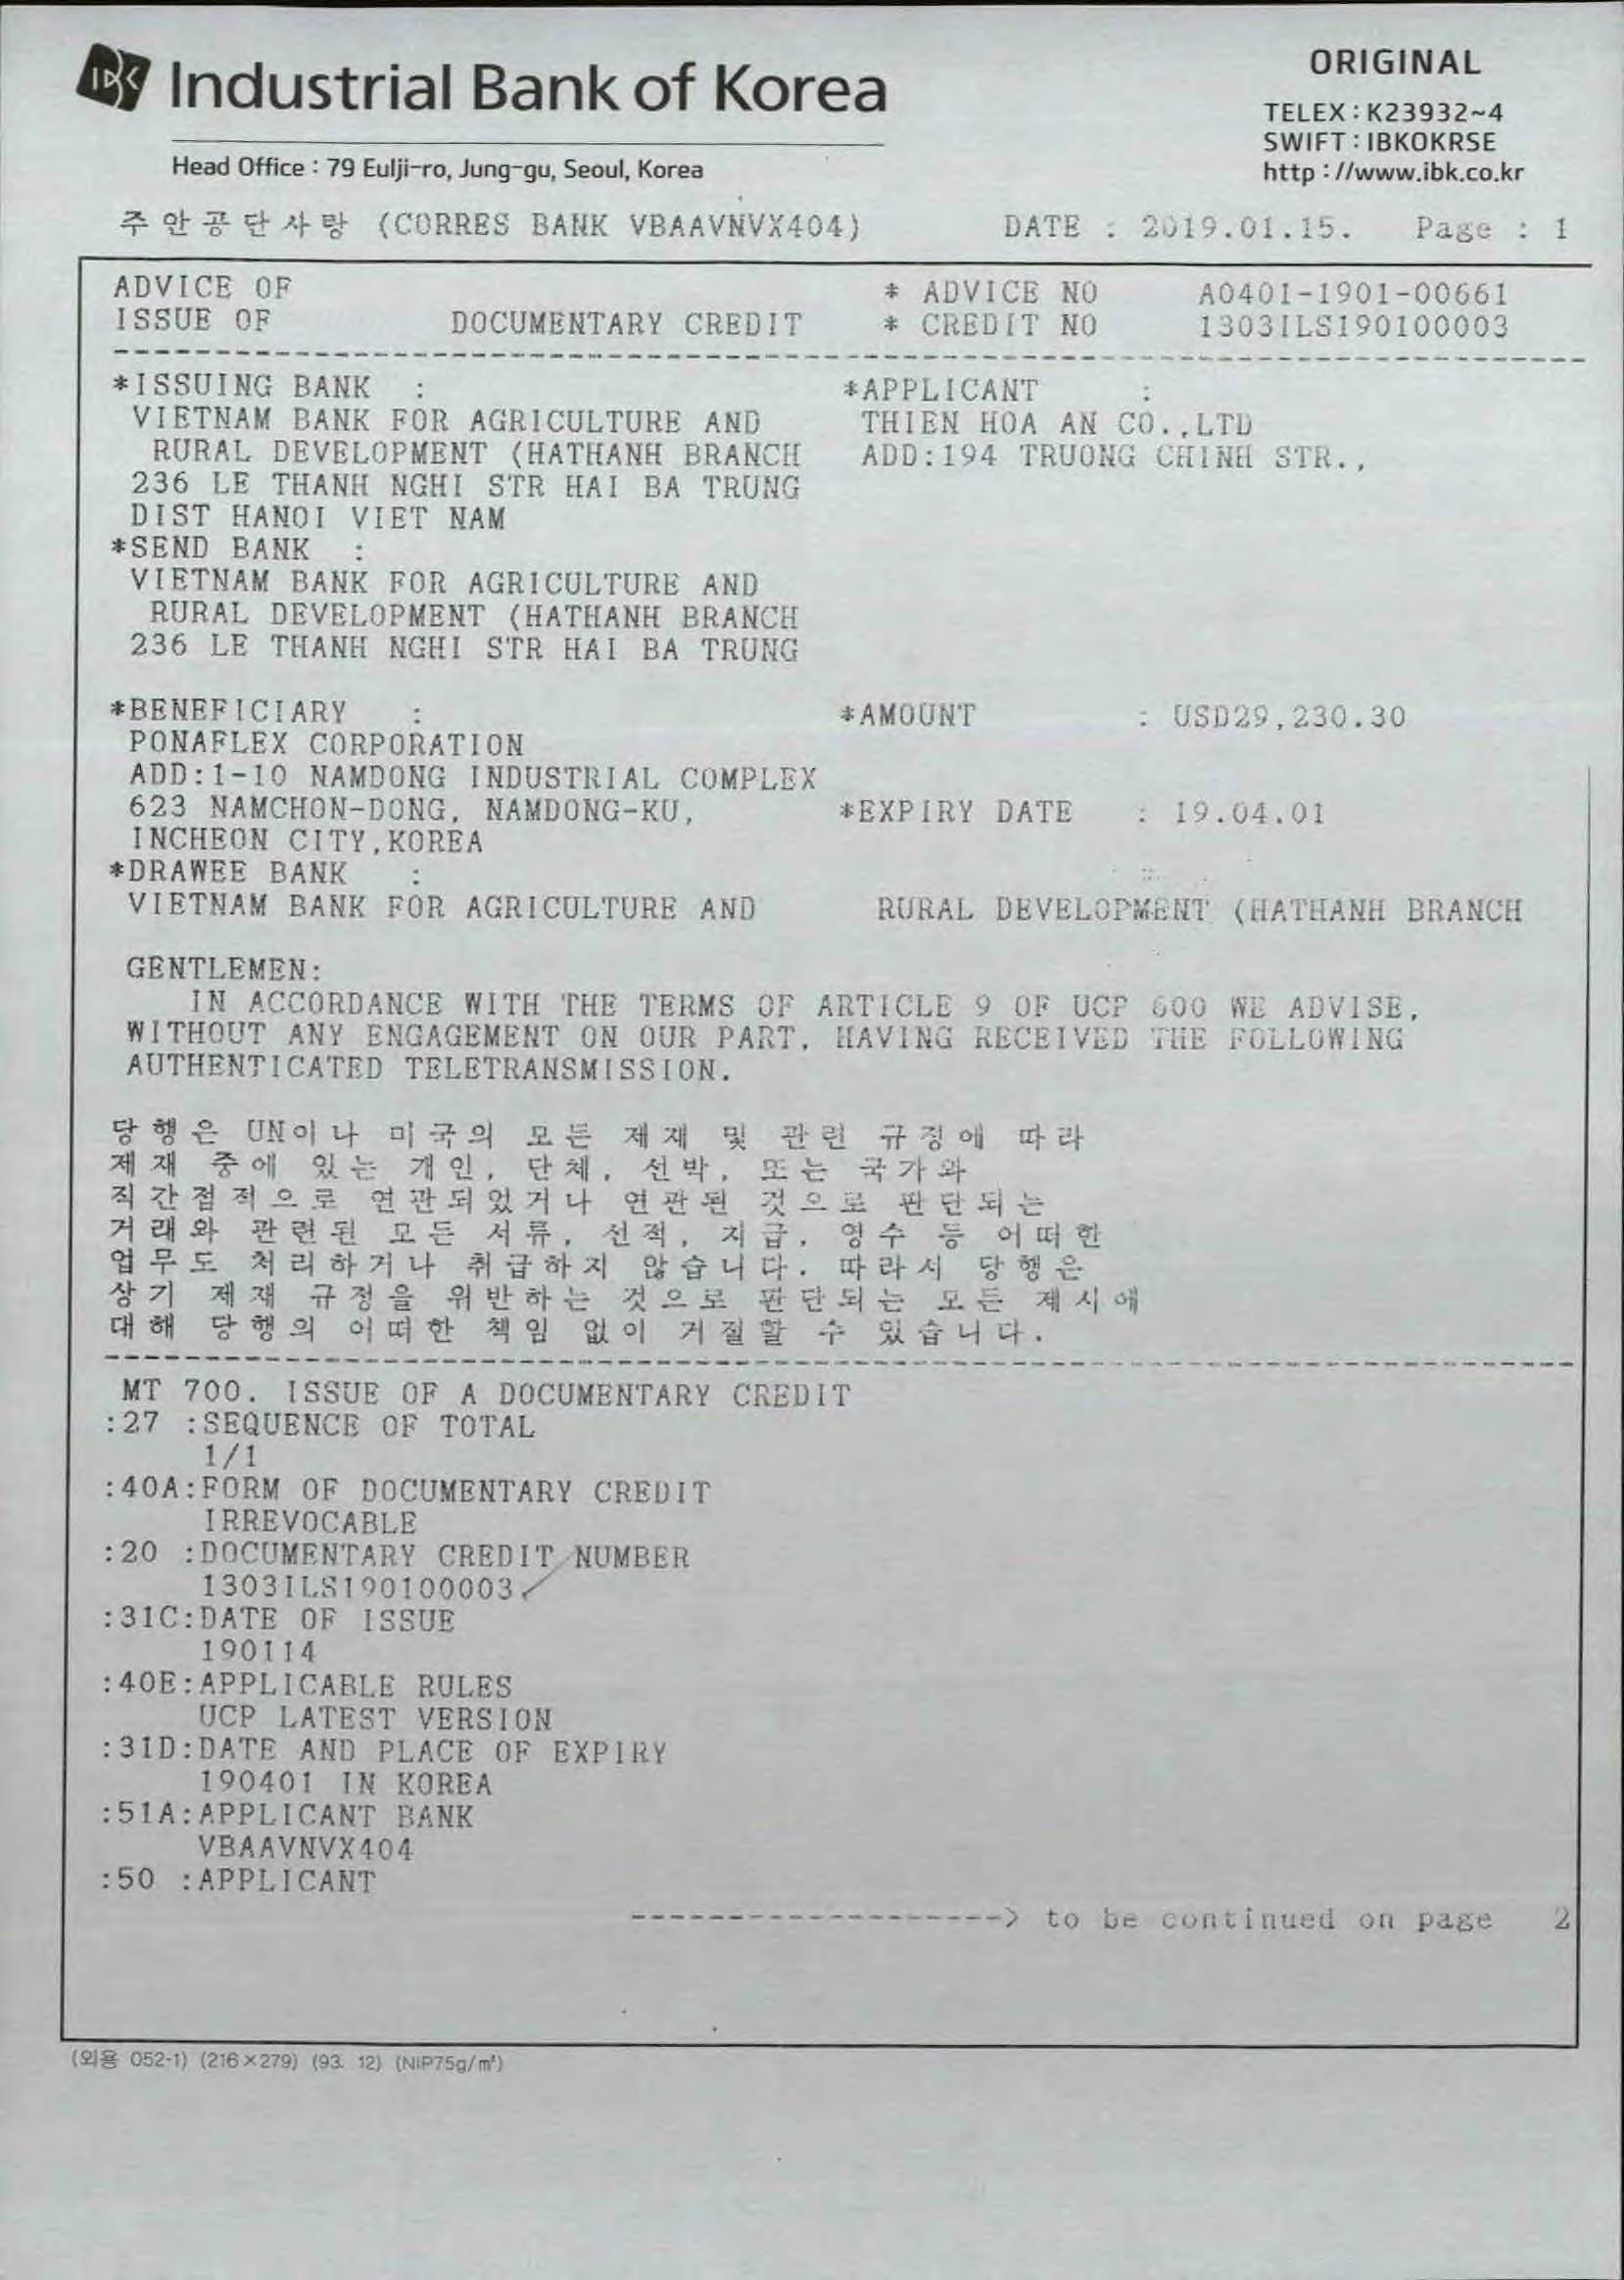 IBK Industrial Bank of Korea
ORIGINAL
TELEX : K23932~4
SWIFT : IBKOKRSE
Head Office : 79 Eulji-ro, Jung-gu, Seoul, Korea
http : //www.ibk.co.kr
주안공단사랑 (CORRES BANK VBAAVNVX404) DATE : 2019.01.15. Page : 1
ADVICE OF * ADVICE NO A0401-1901-00661
ISSUE OF DOCUMENTARY CREDIT * CREDIT NO 1303ILS190100003
*ISSUING BANK : *APPLICANT :
VIETNAM BANK FOR AGRICULTURE AND THIEN HOA AN CO.,LTD
RURAL DEVELOPMENT (HATHANH BRANCH ADD:194 TRUONG CHINH STR.,
236 LE THANH NGHI STR HAI BA TRUNG
DIST HANOI VIET NAM
*SEND BANK :
VIETNAM BANK FOR AGRICULTURE AND
RURAL DEVELOPMENT (HATHANH BRANCH
236 LE THANH NGHI STR HAI BA TRUNG
*BENEFICIARY : *AMOUNT : USD29,230.30
PONAFLEX CORPORATION
ADD:1-10 NAMDONG INDUSTRIAL COMPLEX
623 NAMCHON-DONG, NAMDONG-KU, *EXPIRY DATE : 19.04.01
INCHEON CITY,KOREA
*DRAWEE BANK :
VIETNAM BANK FOR AGRICULTURE AND RURAL DEVELOPMENT (HATHANH BRANCH
GENTLEMEN:
IN ACCORDANCE WITH THE TERMS OF ARTICLE 9 OF UCP 600 WE ADVISE,
WITHOUT ANY ENGAGEMENT ON OUR PART, HAVING RECEIVED THE FOLLOWING
AUTHENTICATED TELETRANSMISSION.
당행은 UN이나 미국의 모든 제재 및 관련 규정에 따라
제재 중에 있는 개인, 단체, 선박, 또는 국가와
직간접적으로 연관되었거나 연관된 것으로 판단되는
거래와 관련된 모든 서류, 선적, 지급, 영수 등 어떠한
업무도 처리하거나 취급하지 않습니다. 따라서 당행은
상기 제재 규정을 위반하는 것으로 판단되는 모든 제시에
대해 당행의 어떠한 책임 없이 거절할 수 있습니다.
MT 700. ISSUE OF A DOCUMENTARY CREDIT
:27 :SEQUENCE OF TOTAL
1/1
:40A:FORM OF DOCUMENTARY CREDIT
IRREVOCABLE
:20 :DOCUMENTARY CREDIT NUMBER
1303ILS190100003
:31C:DATE OF ISSUE
190114
:40E:APPLICABLE RULES
UCP LATEST VERSION
:31D:DATE AND PLACE OF EXPIRY
190401 IN KOREA
:51A:APPLICANT BANK
VBAAVNVX404
:50 :APPLICANT
-------------------> to be continued on page 2
(외용 052-1) (216×279) (93. 12) (NIP75g/㎡)